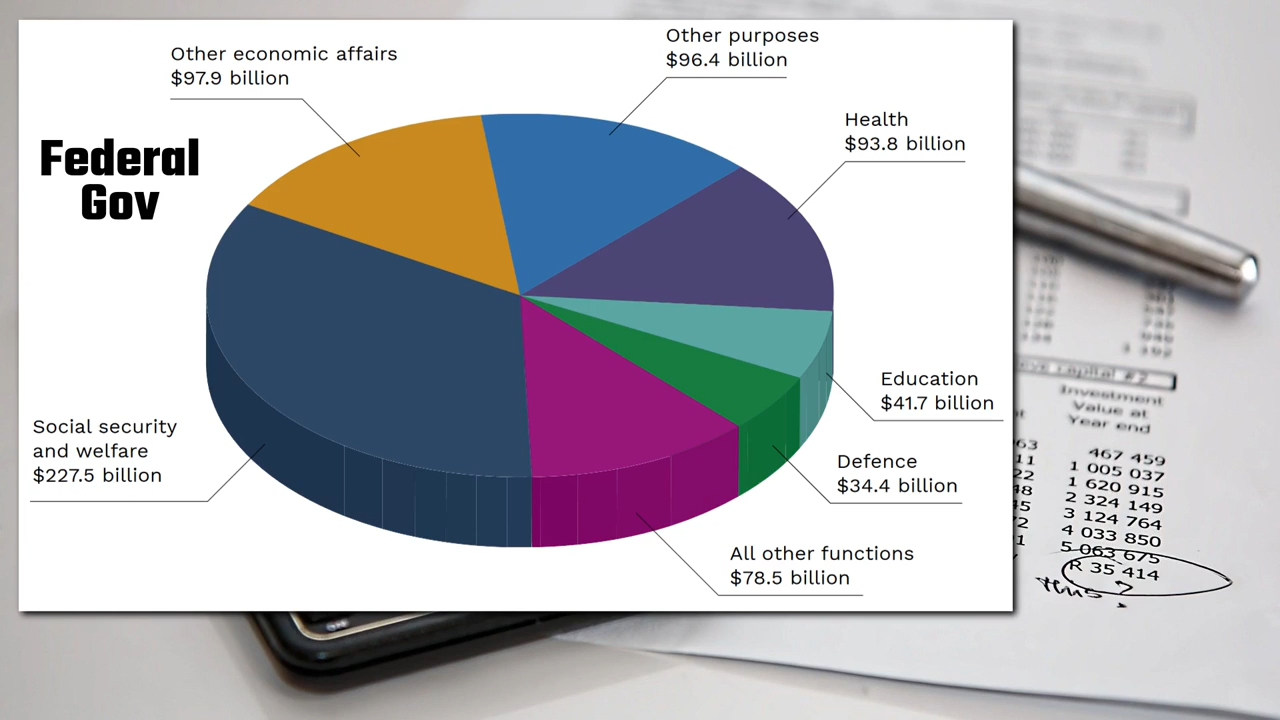 Other economic affairs
$97.9 billion
Other purposes
$96.4 billion
Health
$93.8 billion
Federal
Gov
Education
$41.7 billion
Social security
and welfare
$227.5 billion
Defence
$34.4 billion
All other functions
$78.5 billion
1 192
Investment
Value at
Year end
467 459
1 005 037
1 620 915
2 324 149
3 124 764
4 033 850
5 063 675
R 35 414